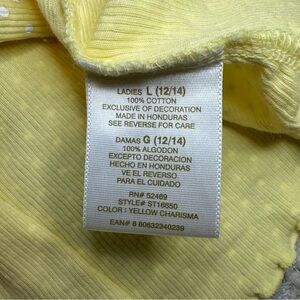 LADIES L (12/14)
100% COTTON
EXCLUSIVE OF DECORATION
MADE IN HONDURAS
SEE REVERSE FOR CARE
DAMAS G (12/14)
100% ALGODON
EXCEPTO DECORACION
HECHO EN HONDURAS
VE EL REVERSO
PARA EL CUIDADO
RN# 52469
STYLE# ST16850
COLOR : YELLOW CHARISMA
EAN# 8 80632340239